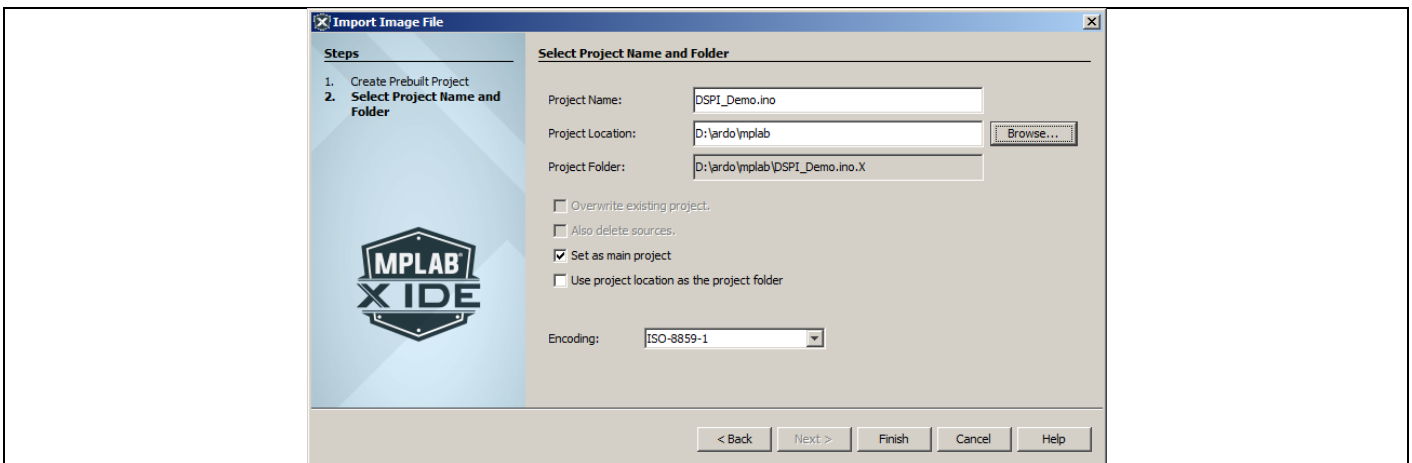 Import Image File
Steps
1. Create Prebuilt Project
2. Select Project Name and
Folder
MPLAB®
X IDE
Select Project Name and Folder
Project Name: DSPI_Demo.ino
Project Location: D:\ardo\mplab Browse...
Project Folder: D:\ardo\mplab\DSPI_Demo.ino.X
Overwrite existing project.
Also delete sources.
Set as main project
Use project location as the project folder
Encoding: ISO-8859-1
< Back Next > Finish Cancel Help